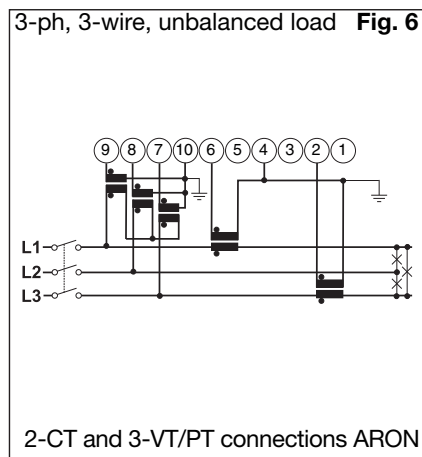 3-ph, 3-wire, unbalanced load Fig. 6
9 8 7 10 6 5 4 3 2 1
L1
L2
L3
2-CT and 3-VT/PT connections ARON